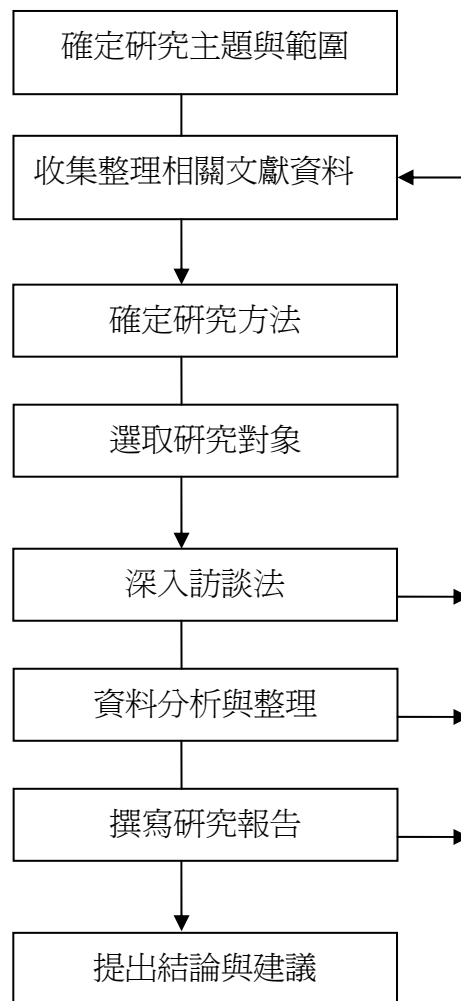 確定研究主題與範圍
收集整理相關文獻資料
確定研究方法
選取研究對象
深入訪談法
資料分析與整理
撰寫研究報告
提出結論與建議